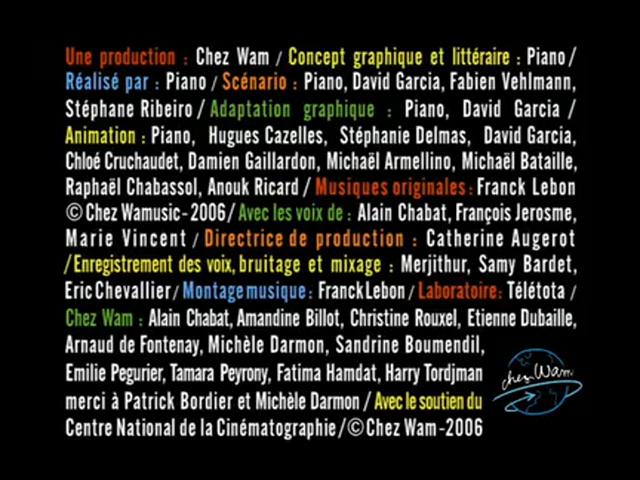 Une production : Chez Wam / Concept graphique et littéraire : Piano /
Réalisé par : Piano / Scénario : Piano, David Garcia, Fabien Vehlmann,
Stéphane Ribeiro / Adaptation graphique : Piano, David Garcia /
Animation : Piano, Hugues Cazelles, Stéphanie Delmas, David Garcia,
Chloé Cruchaudet, Damien Gaillardon, Michaël Armellino, Michaël Bataille,
Raphaël Chabassol, Anouk Ricard / Musiques originales : Franck Lebon
© Chez Wamusic - 2006 / Avec les voix de : Alain Chabat, François Jerosme,
Marie Vincent / Directrice de production : Catherine Augerot
/ Enregistrement des voix, bruitage et mixage : Merjithur, Samy Bardet,
Eric Chevallier / Montage musique : Franck Lebon / Laboratoire : Télétota /
Chez Wam : Alain Chabat, Amandine Billot, Christine Rouxel, Etienne Dubaille,
Arnaud de Fontenay, Michèle Darmon, Sandrine Boumendil,
Emilie Pegurier, Tamara Peyrony, Fatima Hamdat, Harry Tordjman
merci à Patrick Bordier et Michèle Darmon / Avec le soutien du
Centre National de la Cinématographie / © Chez Wam - 2006
chez Wam